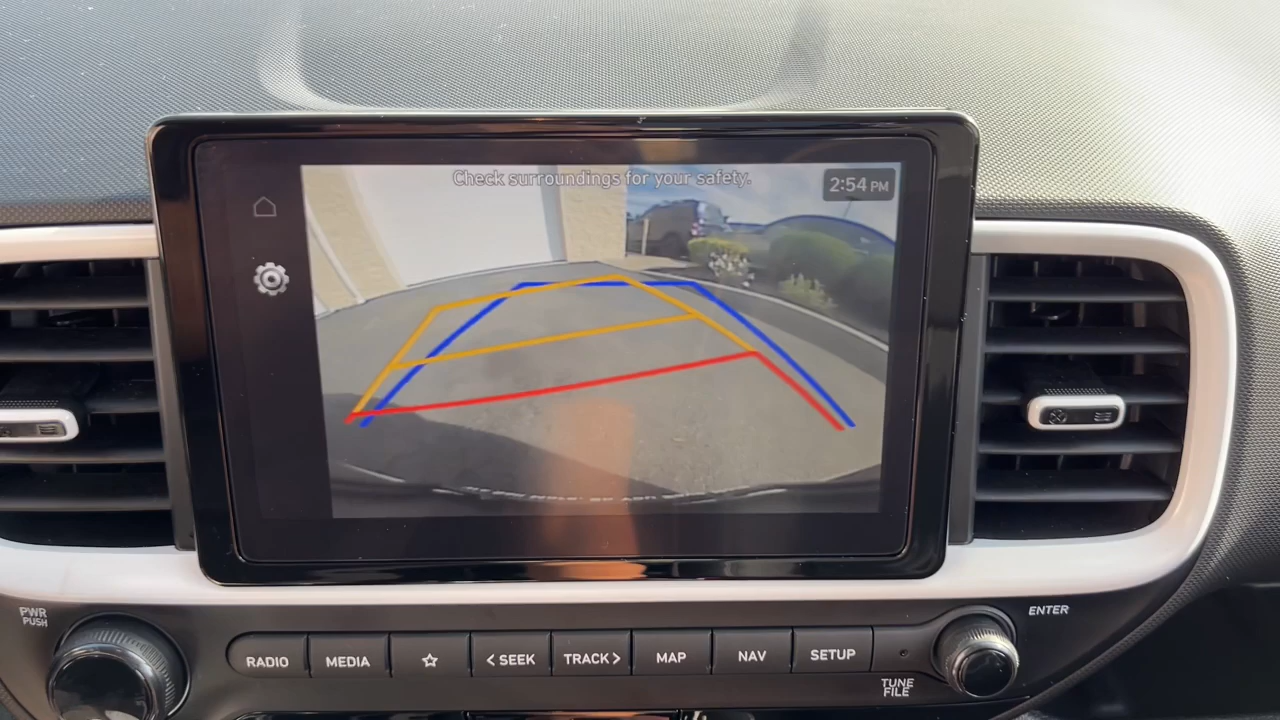 Check surroundings for your safety.
2:54 PM
PWR
PUSH
RADIO
MEDIA
< SEEK
TRACK >
MAP
NAV
SETUP
ENTER
TUNE
FILE